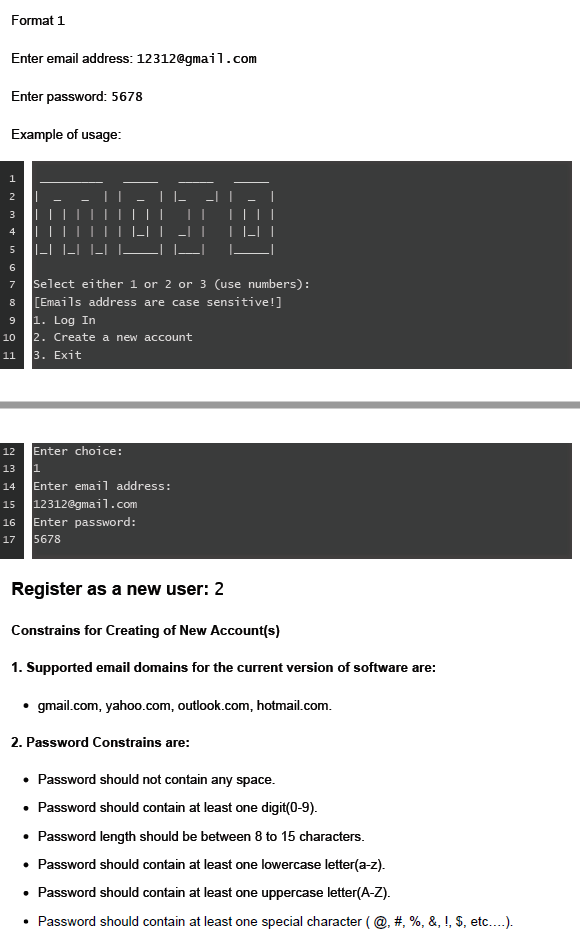 Format 1
Enter email address: 12312@gmail.com
Enter password: 5678
Example of usage:
1
2
3
4
5
6
7 Select either 1 or 2 or 3 (use numbers):
8 [Emails address are case sensitive!]
9 1. Log In
10 2. Create a new account
11 3. Exit
12 Enter choice:
13 1
14 Enter email address:
15 12312@gmail.com
16 Enter password:
17 5678
Register as a new user: 2
Constrains for Creating of New Account(s)
1. Supported email domains for the current version of software are:
• gmail.com, yahoo.com, outlook.com, hotmail.com.
2. Password Constrains are:
• Password should not contain any space.
• Password should contain at least one digit(0-9).
• Password length should be between 8 to 15 characters.
• Password should contain at least one lowercase letter(a-z).
• Password should contain at least one uppercase letter(A-Z).
• Password should contain at least one special character ( @, #, %, &, !, $, etc....).